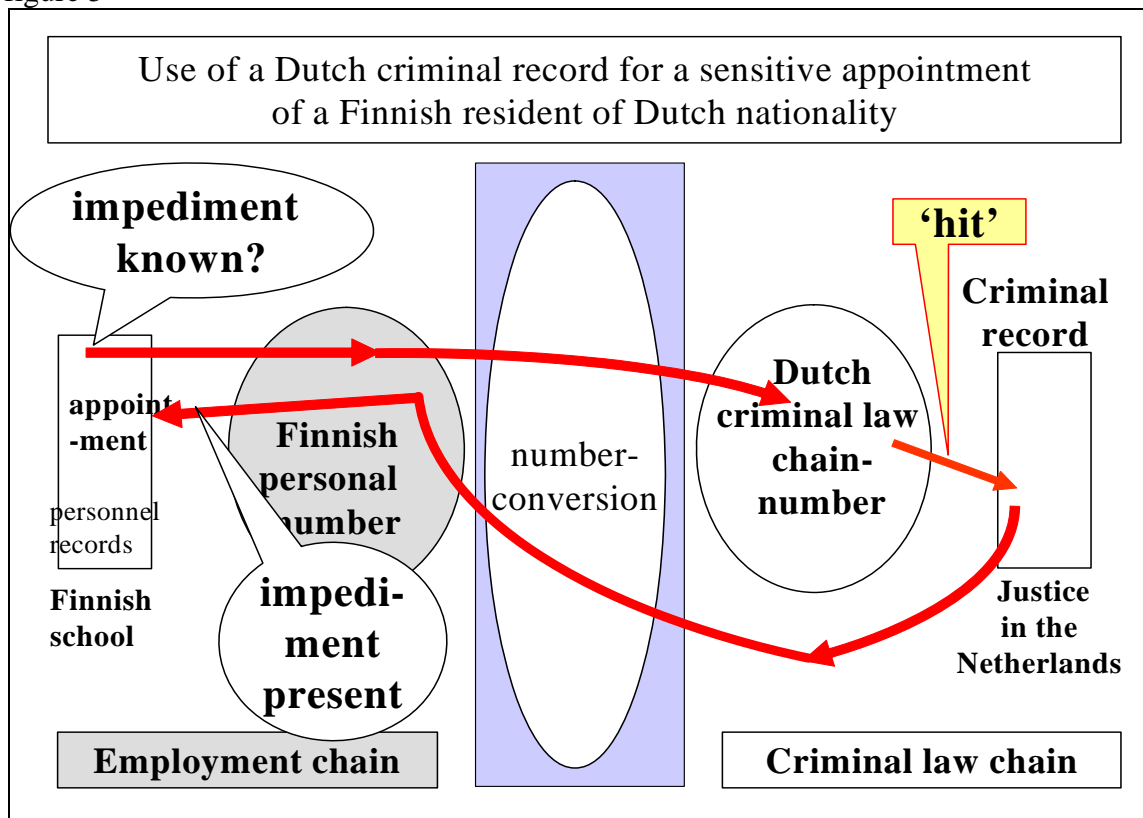 figure
Use of a Dutch criminal record for a sensitive appointment
of a Finnish resident of Dutch nationality
impediment
known?
‘hit’
Criminal
record
appoint
-ment
personnel
records
Finnish
school
Finnish
personal
number
impedi-
ment
present
number-
conversion
Dutch
criminal law
chain-
number
Justice
in the
Netherlands
Employment chain
Criminal law chain